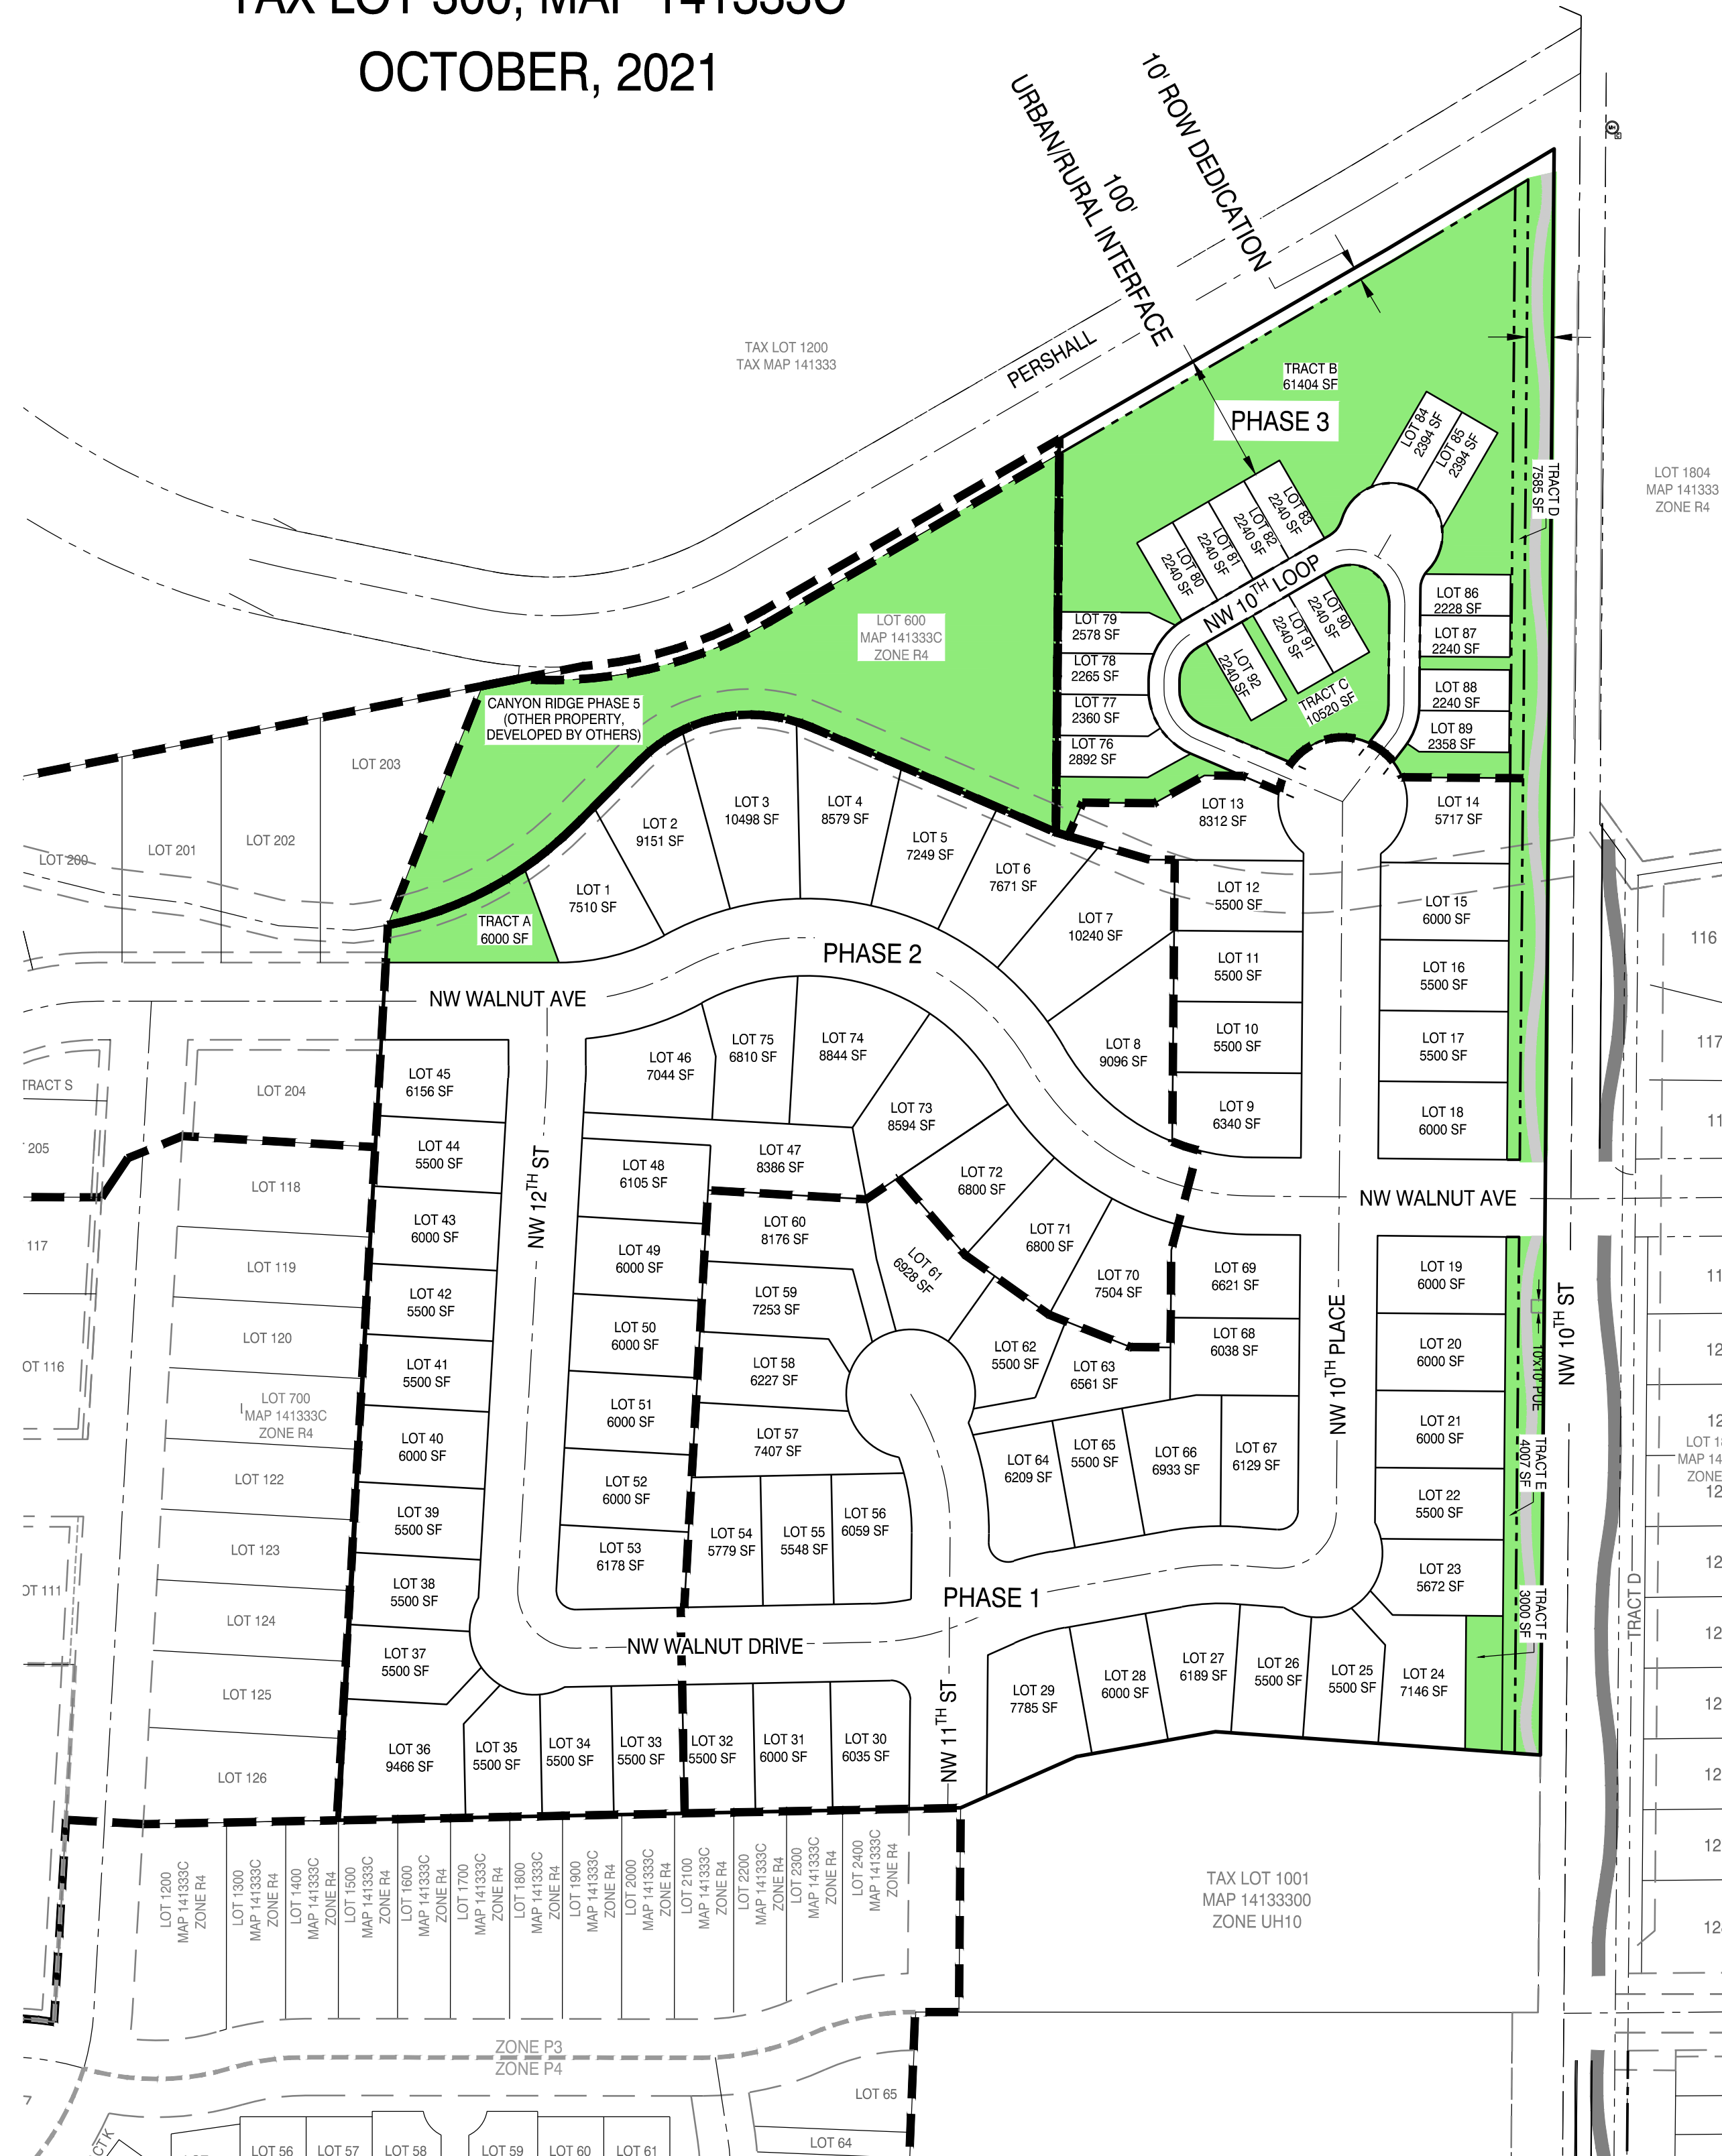 OCTOBER, 2021
10' ROW DEDICATION
100'
URBAN/RURAL INTERFACE
PERSHALL
TAX LOT 1200
TAX MAP 141333
TRACT B
61404 SF
PHASE 3
LOT 84
2394 SF
LOT 85
2394 SF
TRACT D
7585 SF
LOT 1804
MAP 141333
ZONE R4
LOT 83
2240 SF
LOT 82
2240 SF
LOT 81
2240 SF
LOT 80
2240 SF
NW 10TH LOOP
LOT 90
2240 SF
LOT 91
2240 SF
LOT 92
2240 SF
TRACT C
10520 SF
LOT 86
2228 SF
LOT 87
2240 SF
LOT 88
2240 SF
LOT 89
2358 SF
LOT 79
2578 SF
LOT 78
2265 SF
LOT 77
2360 SF
LOT 76
2892 SF
LOT 600
MAP 141333C
ZONE R4
CANYON RIDGE PHASE 5
(OTHER PROPERTY,
DEVELOPED BY OTHERS)
LOT 203
LOT 202
LOT 201
LOT 200
TRACT A
6000 SF
LOT 1
7510 SF
LOT 2
9151 SF
LOT 3
10498 SF
LOT 4
8579 SF
LOT 5
7249 SF
LOT 6
7671 SF
LOT 7
10240 SF
LOT 8
9096 SF
LOT 13
8312 SF
LOT 12
5500 SF
LOT 11
5500 SF
LOT 10
5500 SF
LOT 9
6340 SF
LOT 14
5717 SF
LOT 15
6000 SF
LOT 16
5500 SF
LOT 17
5500 SF
LOT 18
6000 SF
116
117
PHASE 2
NW WALNUT AVE
NW WALNUT AVE
TRACT S
205
117
LOT 204
LOT 118
LOT 119
LOT 120
LOT 700
MAP 141333C
ZONE R4
LOT 122
LOT 123
LOT 124
LOT 125
LOT 126
LOT 45
6156 SF
LOT 44
5500 SF
LOT 43
6000 SF
LOT 42
5500 SF
LOT 41
5500 SF
LOT 40
6000 SF
LOT 39
5500 SF
LOT 38
5500 SF
LOT 37
5500 SF
LOT 36
9466 SF
NW 12TH ST
LOT 46
7044 SF
LOT 75
6810 SF
LOT 74
8844 SF
LOT 73
8594 SF
LOT 47
8386 SF
LOT 48
6105 SF
LOT 49
6000 SF
LOT 50
6000 SF
LOT 51
6000 SF
LOT 52
6000 SF
LOT 53
6178 SF
LOT 60
8176 SF
LOT 59
7253 SF
LOT 58
6227 SF
LOT 57
7407 SF
LOT 54
5779 SF
LOT 55
5548 SF
LOT 56
6059 SF
LOT 61
6928 SF
LOT 72
6800 SF
LOT 71
6800 SF
LOT 70
7504 SF
LOT 62
5500 SF
LOT 63
6561 SF
LOT 69
6621 SF
LOT 68
6038 SF
LOT 64
6209 SF
LOT 65
5500 SF
LOT 66
6933 SF
LOT 67
6129 SF
NW 10TH PLACE
LOT 19
6000 SF
LOT 20
6000 SF
LOT 21
6000 SF
LOT 22
5500 SF
LOT 23
5672 SF
NW 10TH ST
10x10 PUE
TRACT E
4007 SF
TRACT F
3000 SF
TRACT D
PHASE 1
NW WALNUT DRIVE
NW 11TH ST
LOT 35
5500 SF
LOT 34
5500 SF
LOT 33
5500 SF
LOT 32
5500 SF
LOT 31
6000 SF
LOT 30
6035 SF
LOT 29
7785 SF
LOT 28
6000 SF
LOT 27
6189 SF
LOT 26
5500 SF
LOT 25
5500 SF
LOT 24
7146 SF
LOT 1200
MAP 141333C
ZONE R4
LOT 1300
MAP 141333C
ZONE R4
LOT 1400
MAP 141333C
ZONE R4
LOT 1500
MAP 141333C
ZONE R4
LOT 1600
MAP 141333C
ZONE R4
LOT 1700
MAP 141333C
ZONE R4
LOT 1800
MAP 141333C
ZONE R4
LOT 1900
MAP 141333C
ZONE R4
LOT 2000
MAP 141333C
ZONE R4
LOT 2100
MAP 141333C
ZONE R4
LOT 2200
MAP 141333C
ZONE R4
LOT 2300
MAP 141333C
ZONE R4
LOT 2400
MAP 141333C
ZONE R4
TAX LOT 1001
MAP 14133300
ZONE UH10
ZONE P3
ZONE P4
LOT 65
LOT 64
LOT 56
LOT 57
LOT 58
LOT 59
LOT 60
LOT 61